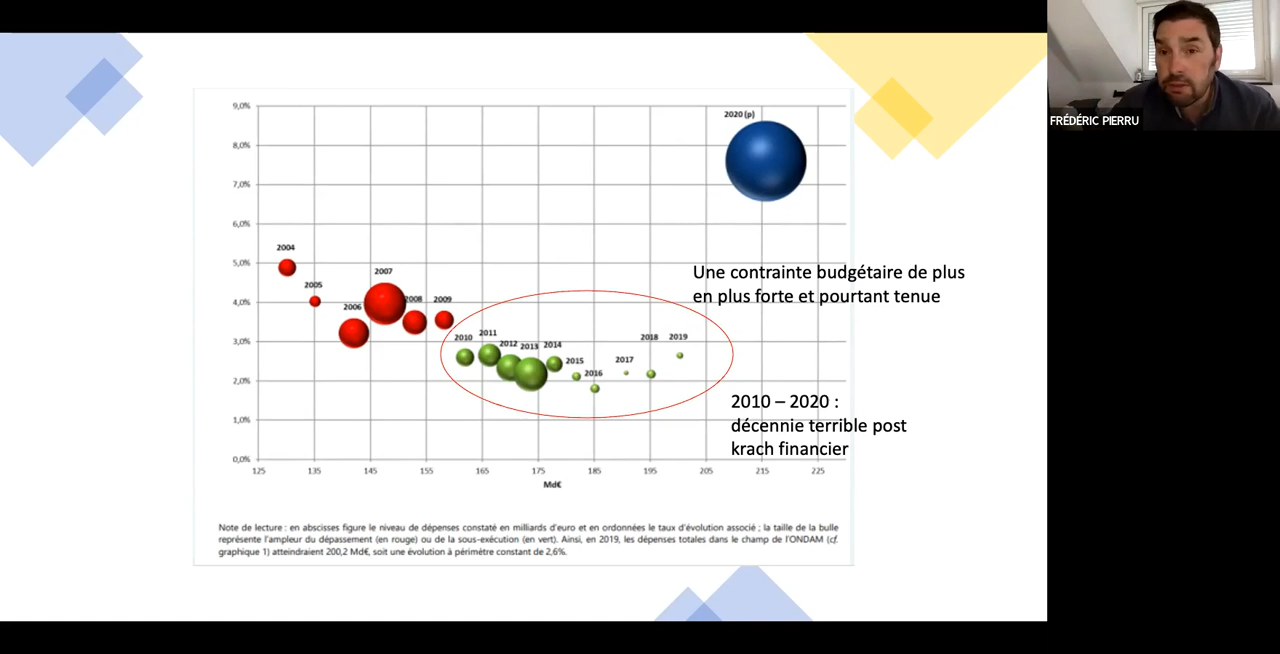 FRÉDÉRIC PIERRU
9,0%
2020 (p)
8,0%
7,0%
6,0%
5,0%
2004
2005
2007
Une contrainte budgétaire de plus
en plus forte et pourtant tenue
4,0%
2006
2008
2009
3,0%
2010
2011
2012
2013
2014
2015
2016
2017
2018
2019
2,0%
2010 – 2020 :
décennie terrible post
krach financier
1,0%
0,0%
125 135 145 155 165 175 185 195 205 215 225
Md€
Note de lecture : en abscisses figure le niveau de dépenses constaté en milliards d'euro et en ordonnées le taux d'évolution associé ; la taille de la bulle
représente l'ampleur du dépassement (en rouge) ou de la sous-exécution (en vert). Ainsi, en 2019, les dépenses totales dans le champ de l'ONDAM (cf.
graphique 1) atteindraient 200,2 Md€, soit une évolution à périmètre constant de 2,6%.